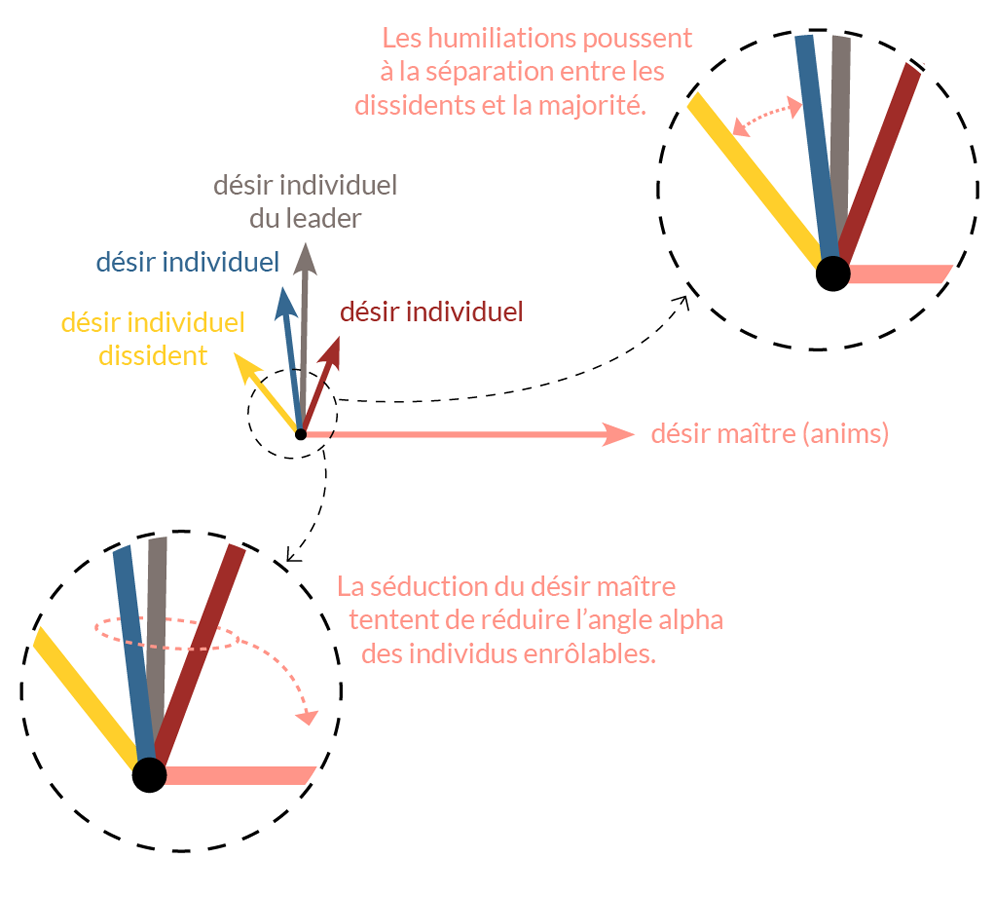 Les humiliations poussent
à la séparation entre les
dissidents et la majorité.
désir individuel
du leader
désir individuel
désir individuel
désir individuel
dissident
désir maître (anims)
La séduction du désir maître
tentent de réduire l’angle alpha
des individus enrôlables.